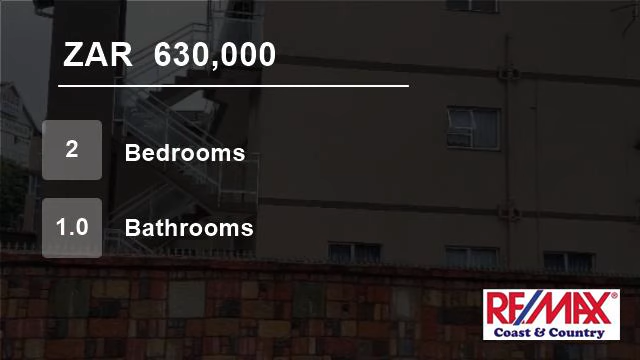 ZAR 630,000
2 Bedrooms
1.0 Bathrooms
RE/MAX®
Coast & Country